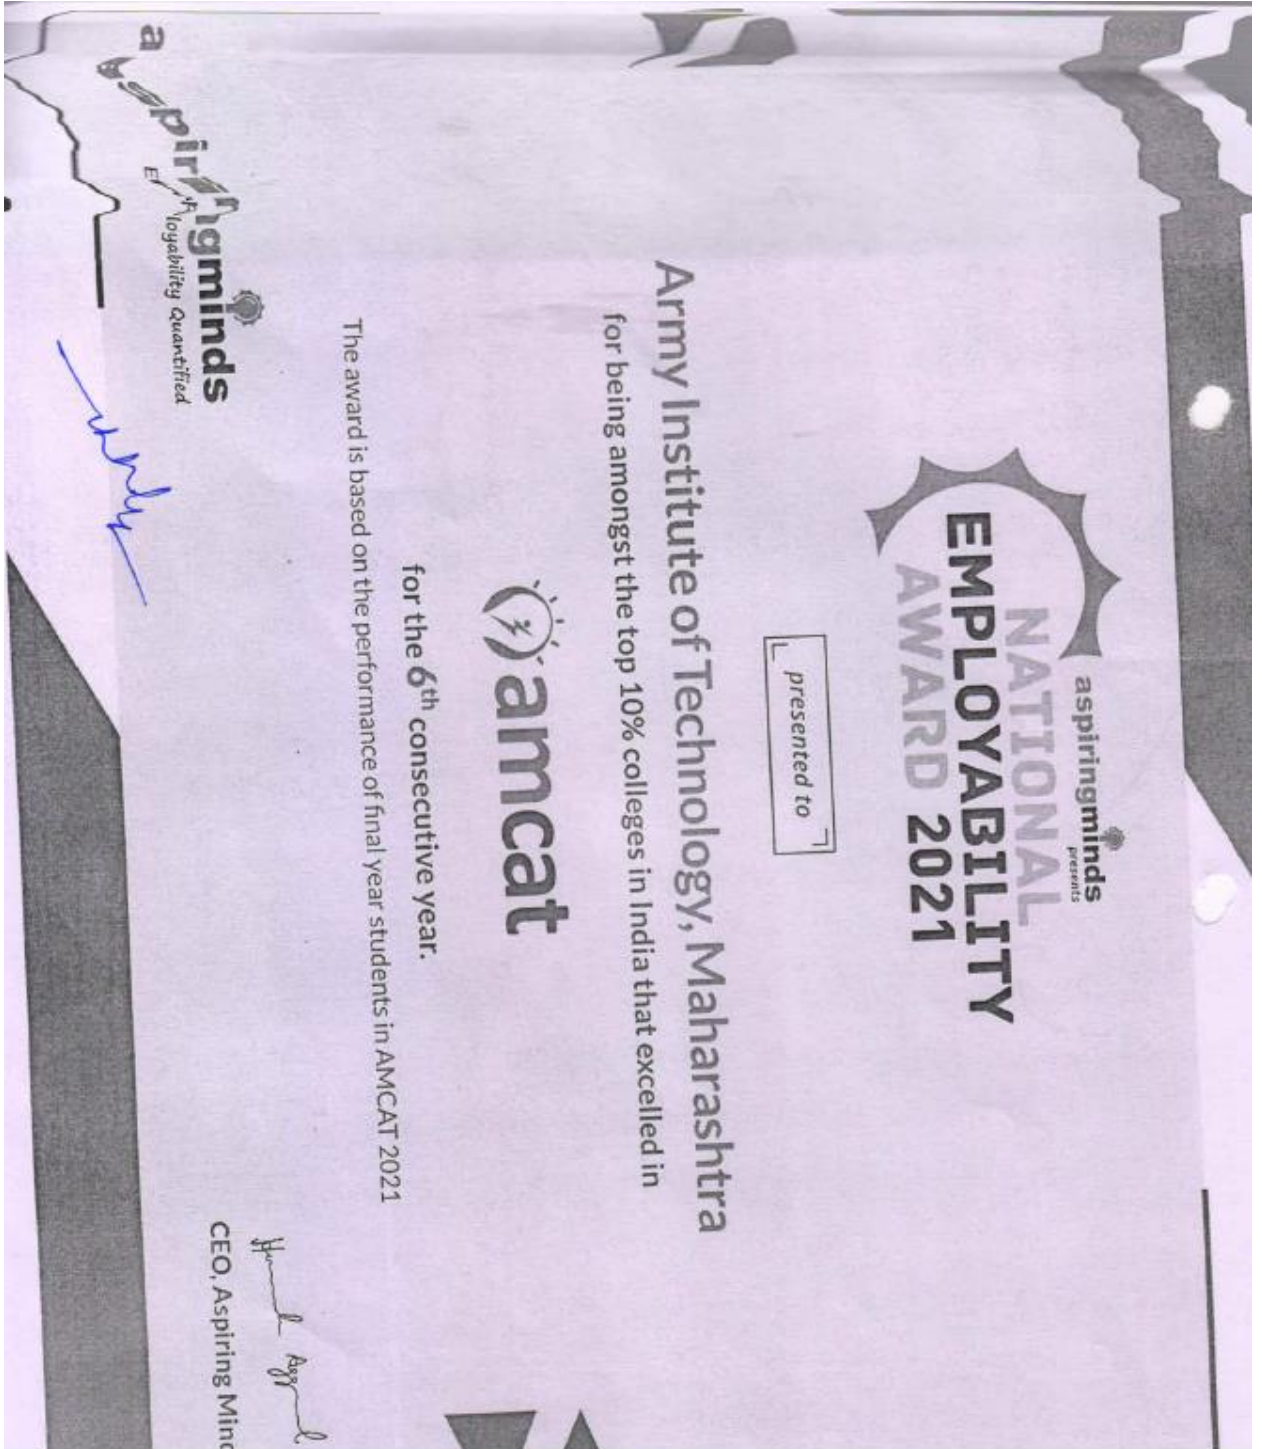 aspiringminds
presents
NATIONAL
EMPLOYABILITY
AWARD 2021
presented to
Army Institute of Technology, Maharashtra
for being amongst the top 10% colleges in India that excelled in
amcat
for the 6th consecutive year.
The award is based on the performance of final year students in AMCAT 2021
aspiringminds
Employability Quantified
CEO, Aspiring Minds